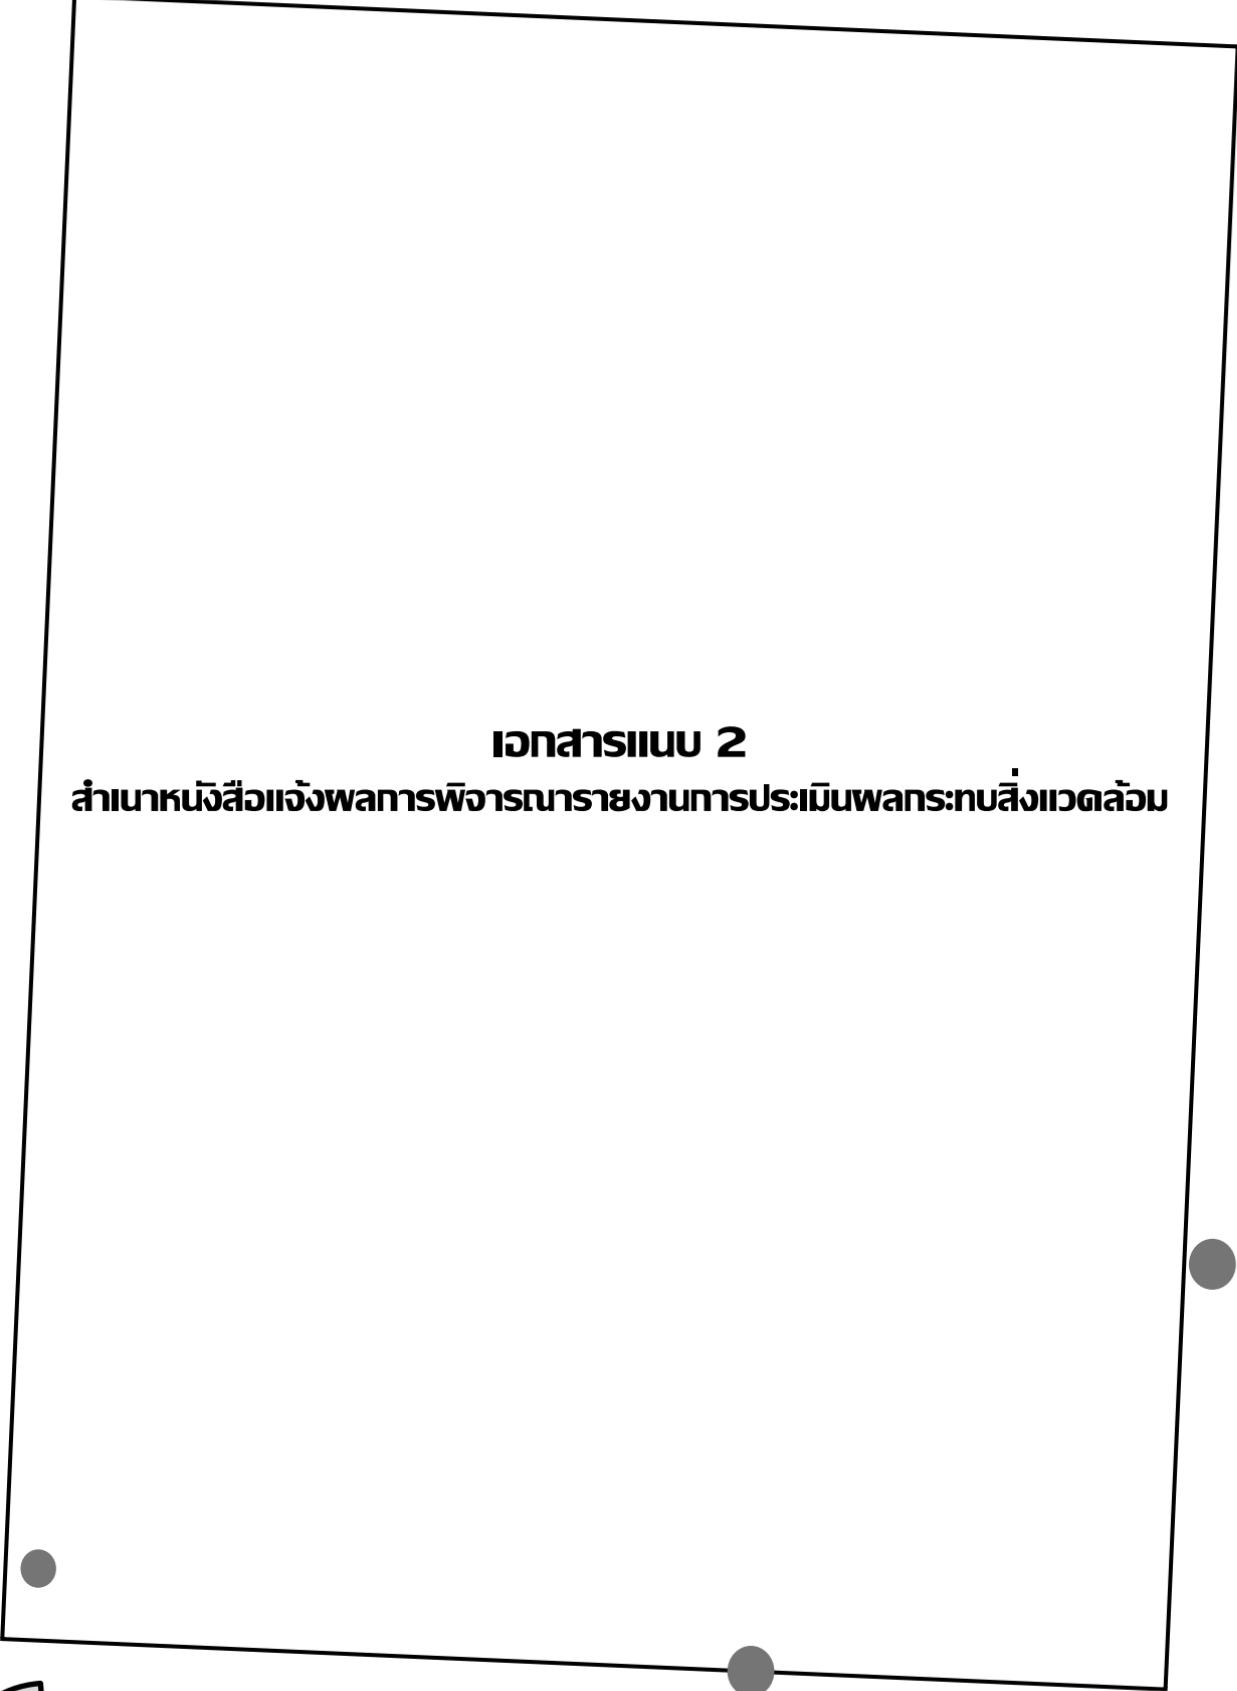 เอกสารแนบ 2
สำเนาหนังสือแจ้งผลการพิจารณารายงานการประเมินผลกระทบสิ่งแวดล้อม